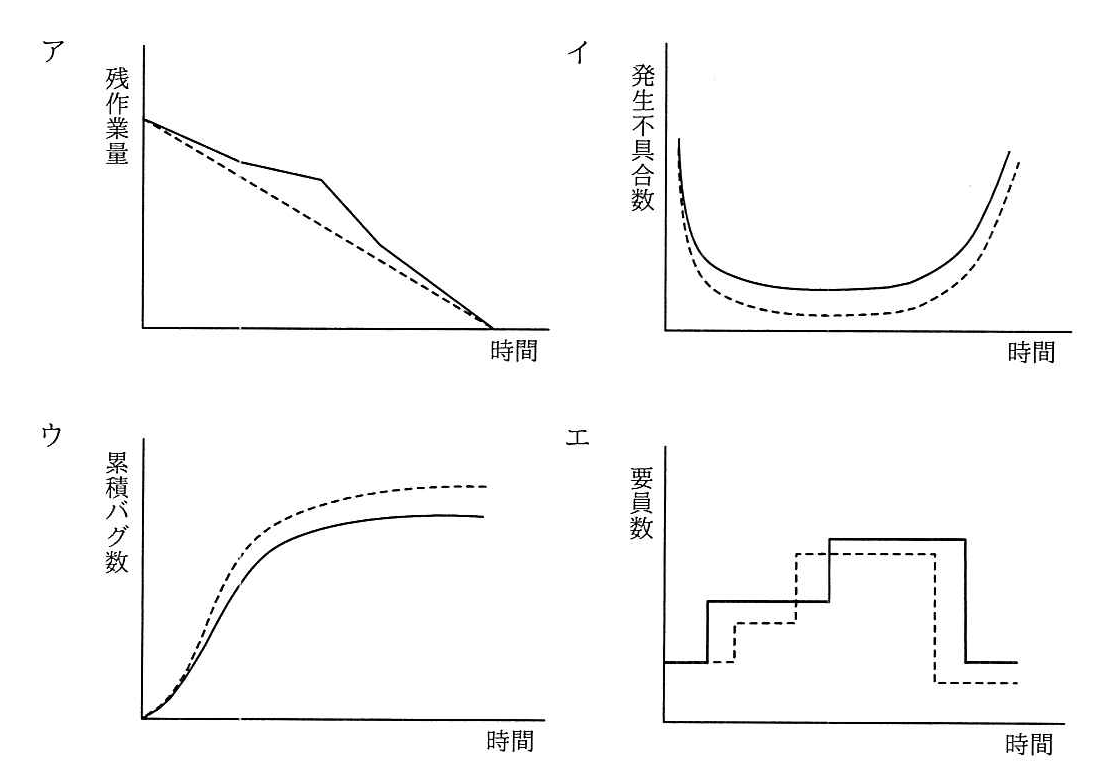 ア
残作業量
時間
イ
発生不具合数
時間
ウ
累積バグ数
時間
エ
要員数
時間